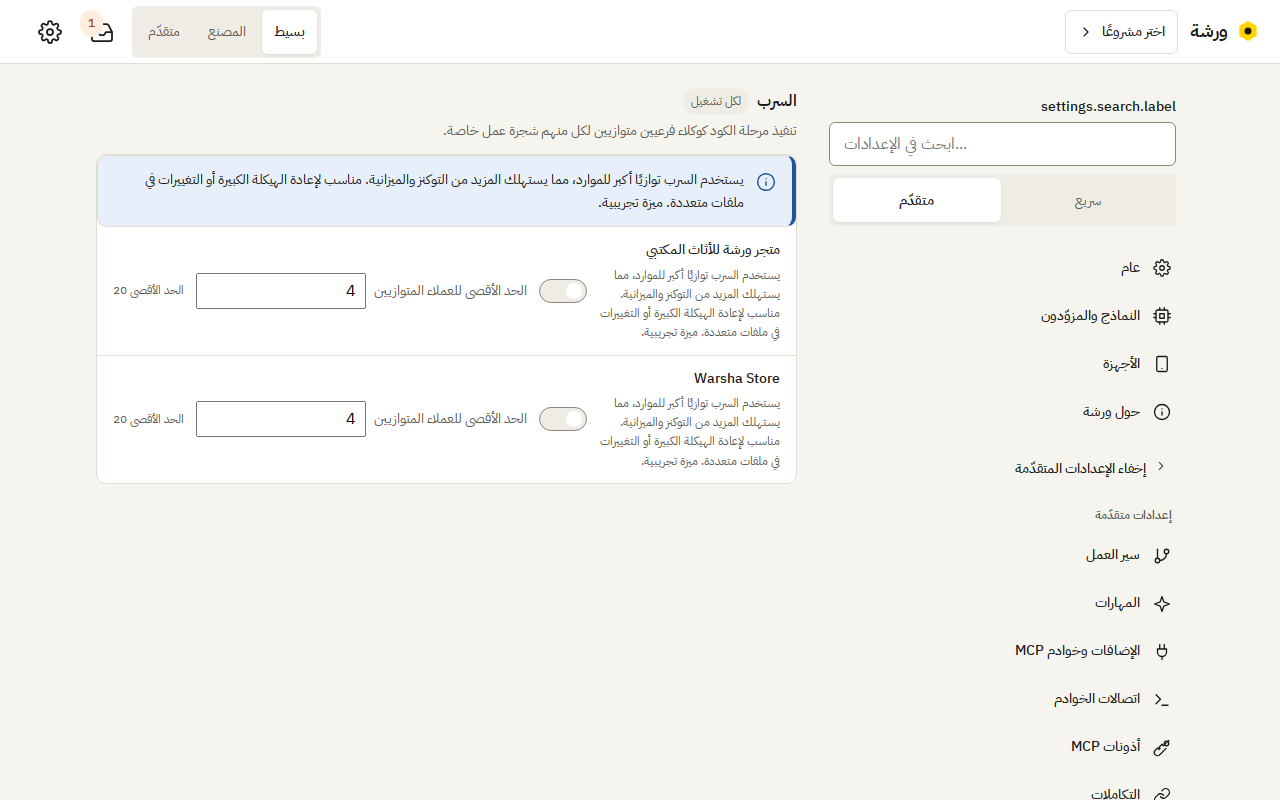 ورشة
اختر مشروعًا
بسيط
المصنع
متقدّم
1
settings.search.label
ابحث في الإعدادات...
سريع
متقدّم
عام
النماذج والمزوّدون
الأجهزة
حول ورشة
إخفاء الإعدادات المتقدّمة
إعدادات متقدّمة
سير العمل
المهارات
الإضافات وخوادم MCP
اتصالات الخوادم
أذونات MCP
التكاملات
السرب
لكل تشغيل
تنفيذ مرحلة الكود كوكلاء فرعيين متوازيين لكل منهم شجرة عمل خاصة.
يستخدم السرب توازيًا أكبر للموارد، مما يستهلك المزيد من التوكنز والميزانية. مناسب لإعادة الهيكلة الكبيرة أو التغييرات في
ملفات متعددة. ميزة تجريبية.
متجر ورشة للأثاث المكتبي
يستخدم السرب توازيًا أكبر للموارد، مما
يستهلك المزيد من التوكنز والميزانية.
مناسب لإعادة الهيكلة الكبيرة أو التغييرات
في ملفات متعددة. ميزة تجريبية.
الحد الأقصى للعملاء المتوازيين
4
الحد الأقصى 20
Warsha Store
يستخدم السرب توازيًا أكبر للموارد، مما
يستهلك المزيد من التوكنز والميزانية.
مناسب لإعادة الهيكلة الكبيرة أو التغييرات
في ملفات متعددة. ميزة تجريبية.
الحد الأقصى للعملاء المتوازيين
4
الحد الأقصى 20